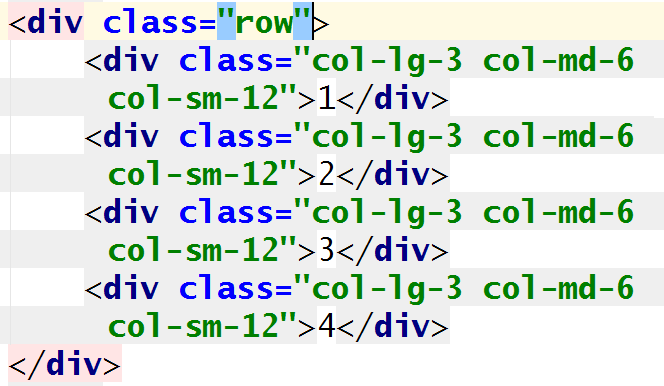 <div class="row">
<div class="col-lg-3 col-md-6
col-sm-12">1</div>
<div class="col-lg-3 col-md-6
col-sm-12">2</div>
<div class="col-lg-3 col-md-6
col-sm-12">3</div>
<div class="col-lg-3 col-md-6
col-sm-12">4</div>
</div>